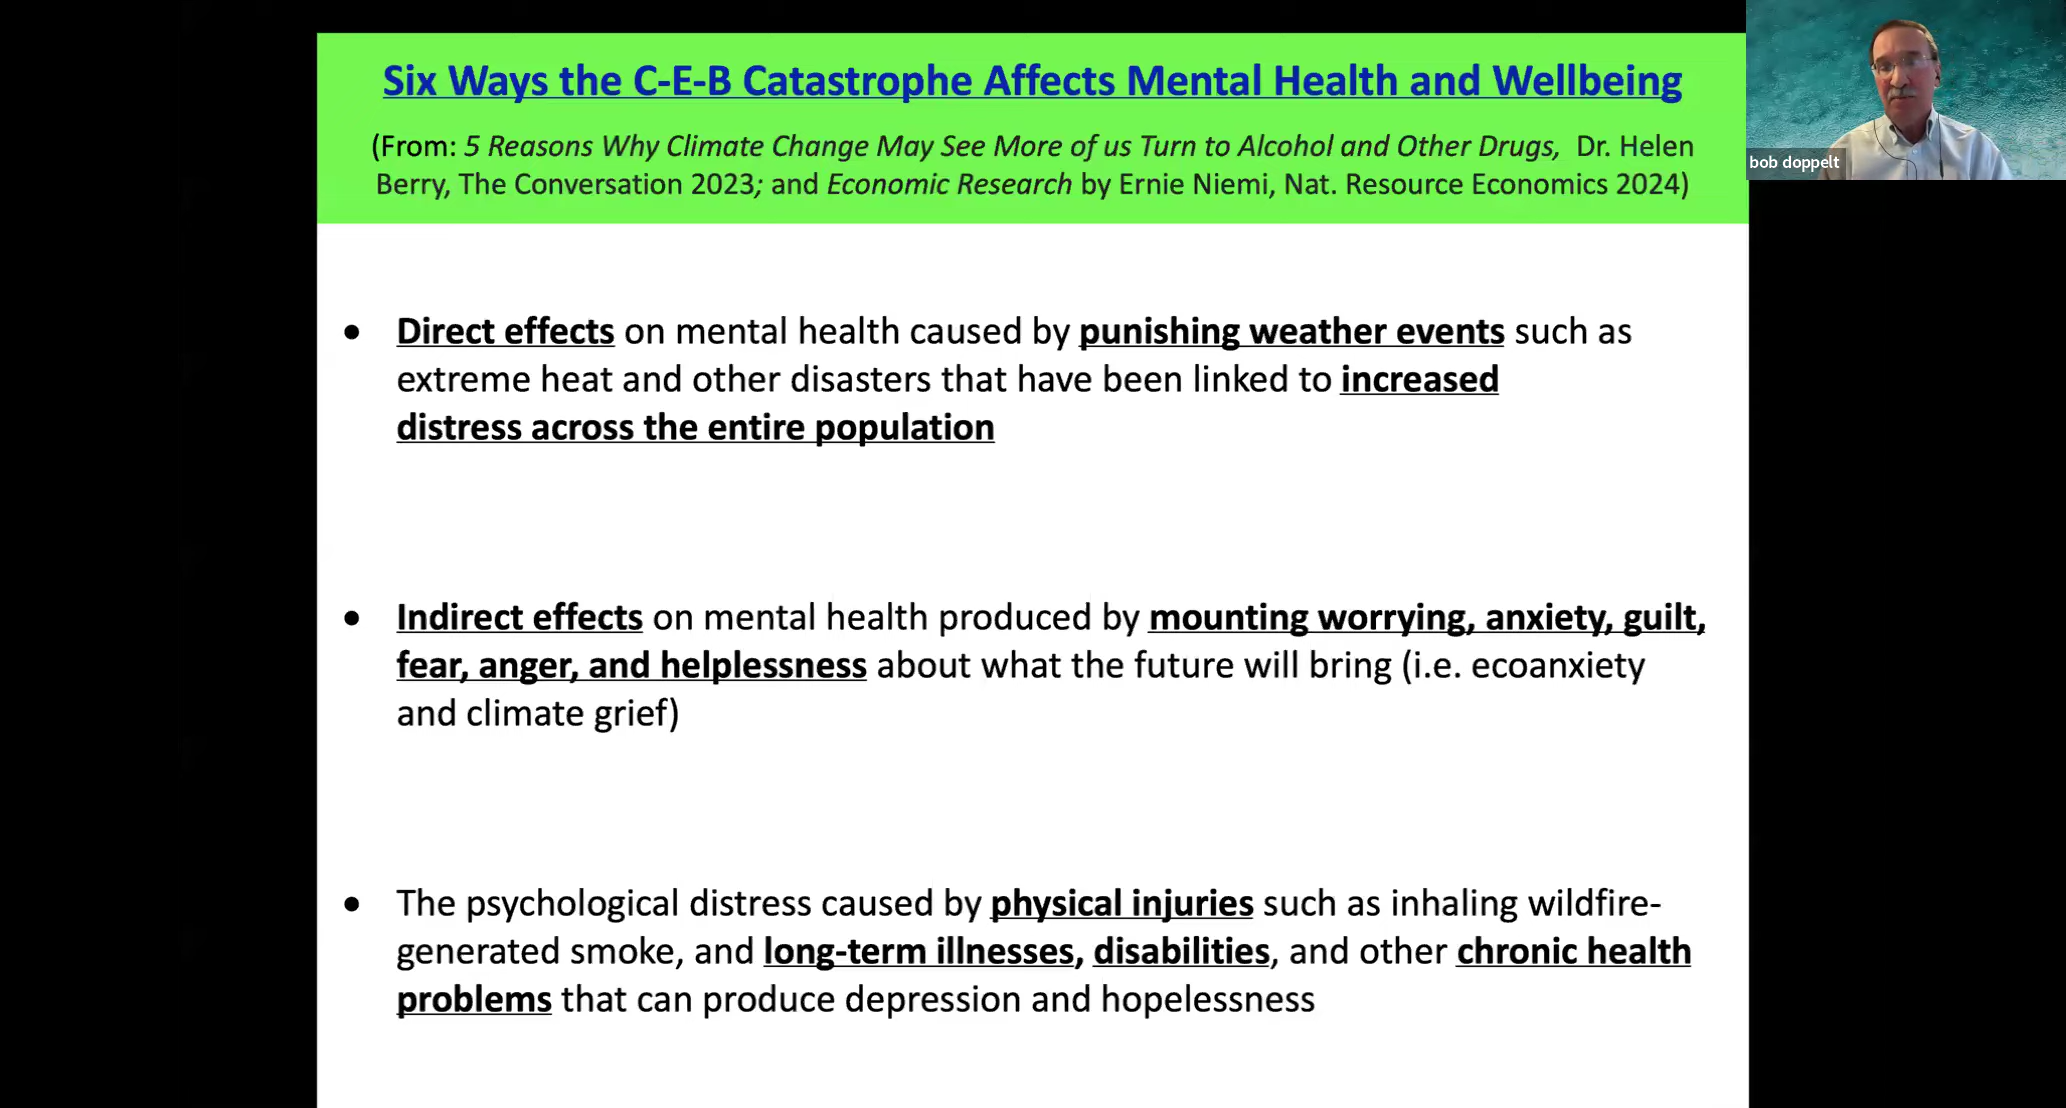 Six Ways the C-E-B Catastrophe Affects Mental Health and Wellbeing
(From: 5 Reasons Why Climate Change May See More of us Turn to Alcohol and Other Drugs, Dr. Helen
Berry, The Conversation 2023; and Economic Research by Ernie Niemi, Nat. Resource Economics 2024)
bob doppelt
• Direct effects on mental health caused by punishing weather events such as
extreme heat and other disasters that have been linked to increased
distress across the entire population
• Indirect effects on mental health produced by mounting worrying, anxiety, guilt,
fear, anger, and helplessness about what the future will bring (i.e. ecoanxiety
and climate grief)
• The psychological distress caused by physical injuries such as inhaling wildfire-
generated smoke, and long-term illnesses, disabilities, and other chronic health
problems that can produce depression and hopelessness